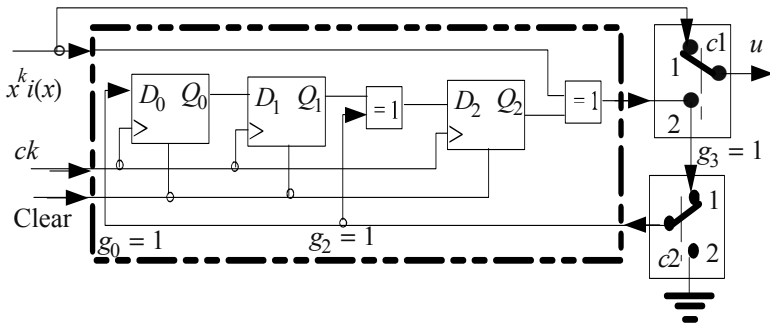 c1
u
1
x^k i(x)
D₀ Q₀
D₁ Q₁
= 1
D₂ Q₂
= 1
2
ck
g₃ = 1
Clear
1
g₀ = 1
g₂ = 1
c2
2